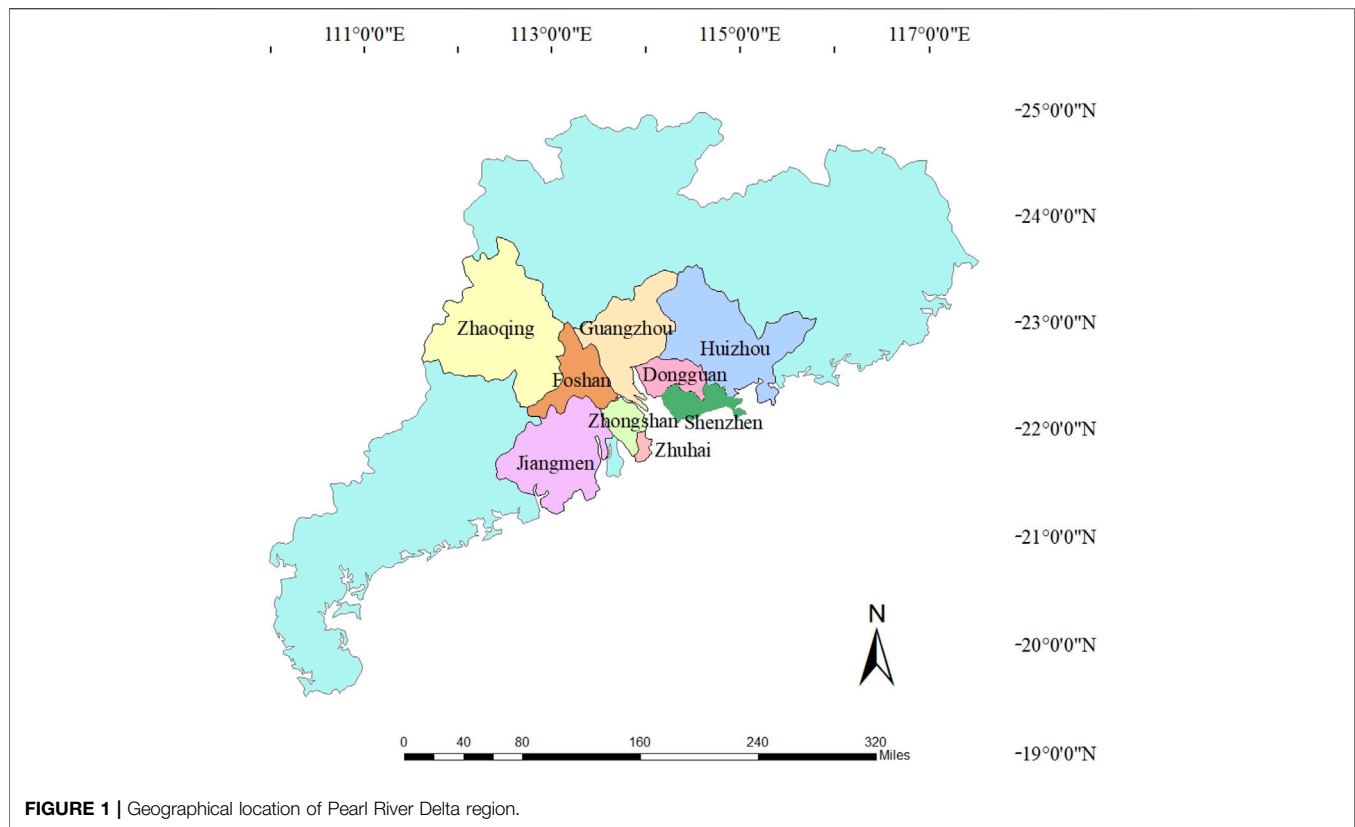 111°0'0"E 113°0'0"E 115°0'0"E 117°0'0"E
25°0'0"N
24°0'0"N
23°0'0"N
22°0'0"N
21°0'0"N
20°0'0"N
19°0'0"N
Zhaoqing
Guangzhou
Huizhou
Foshan
Dongguan
Zhongshan
Shenzhen
Zhuhai
Jiangmen
N
0 40 80 160 240 320
Miles
FIGURE 1 | Geographical location of Pearl River Delta region.